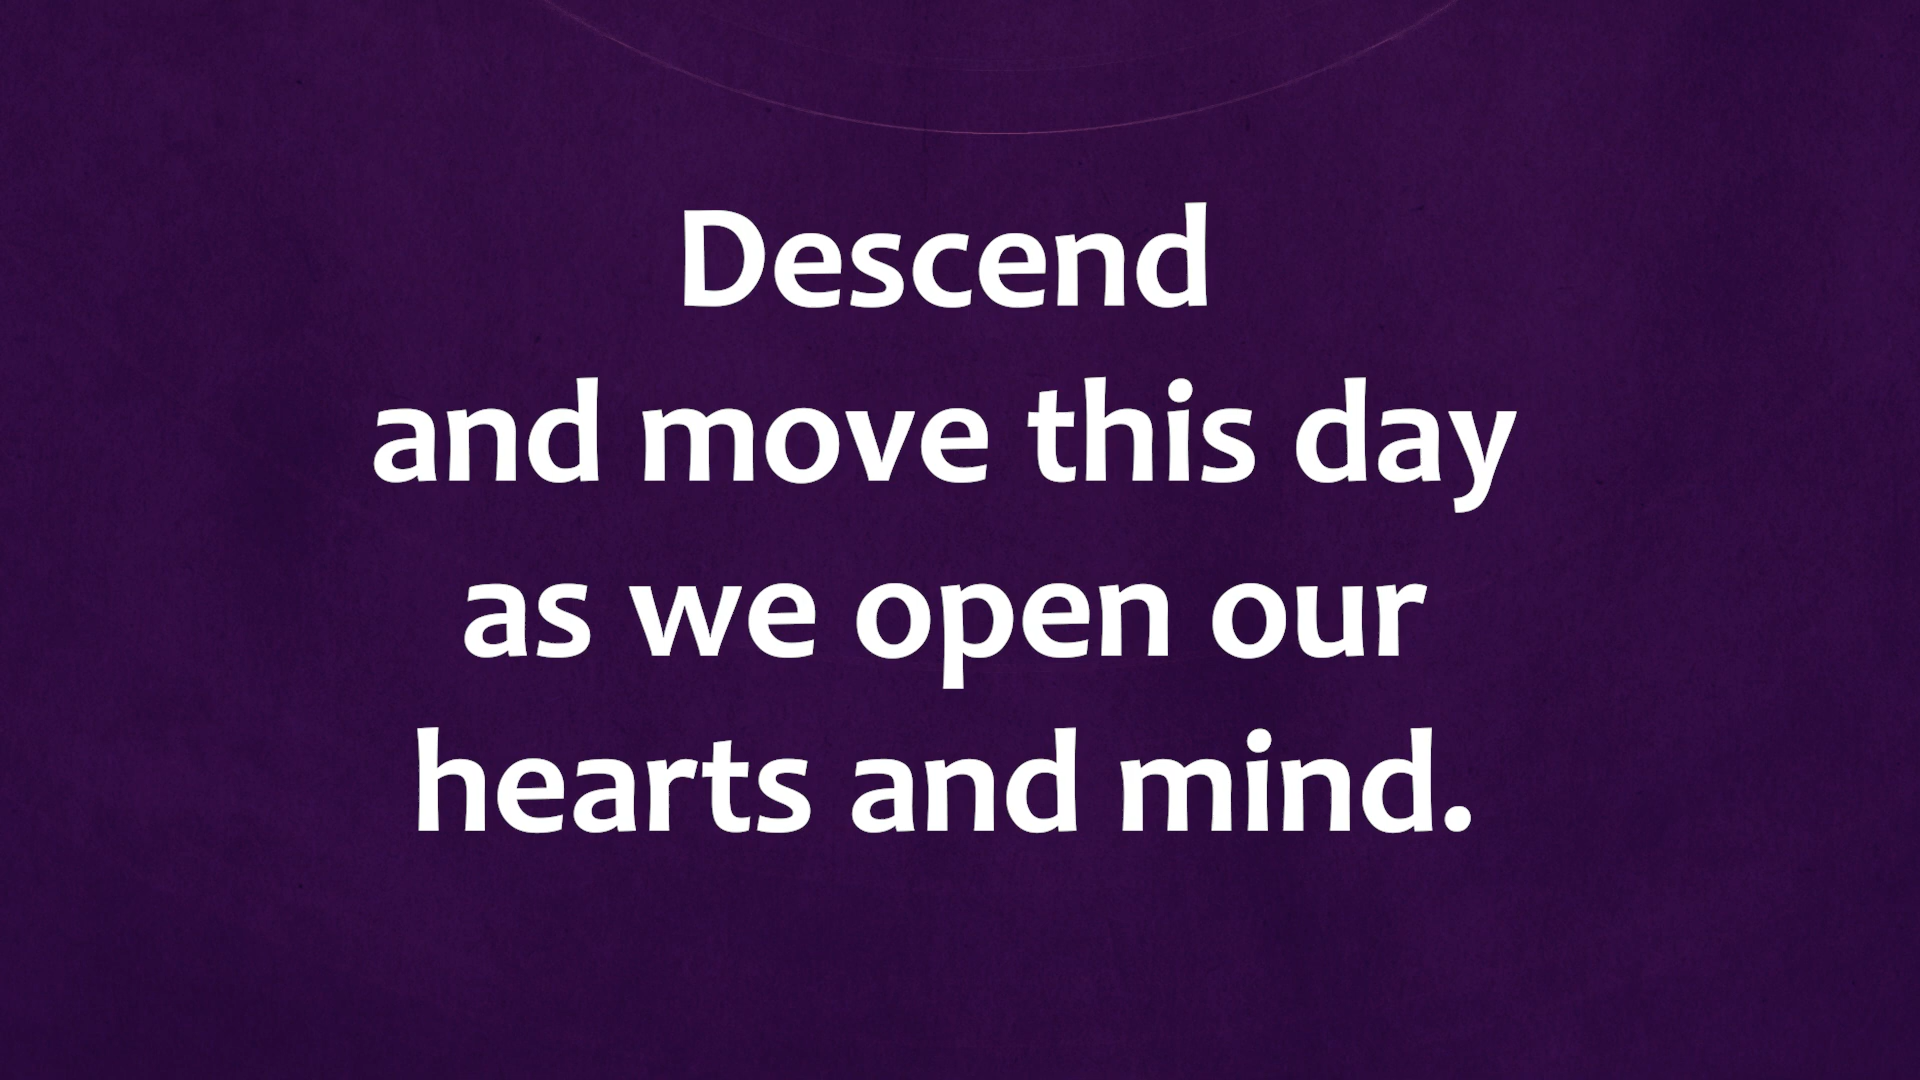 Descend
and move this day
as we open our
hearts and mind.